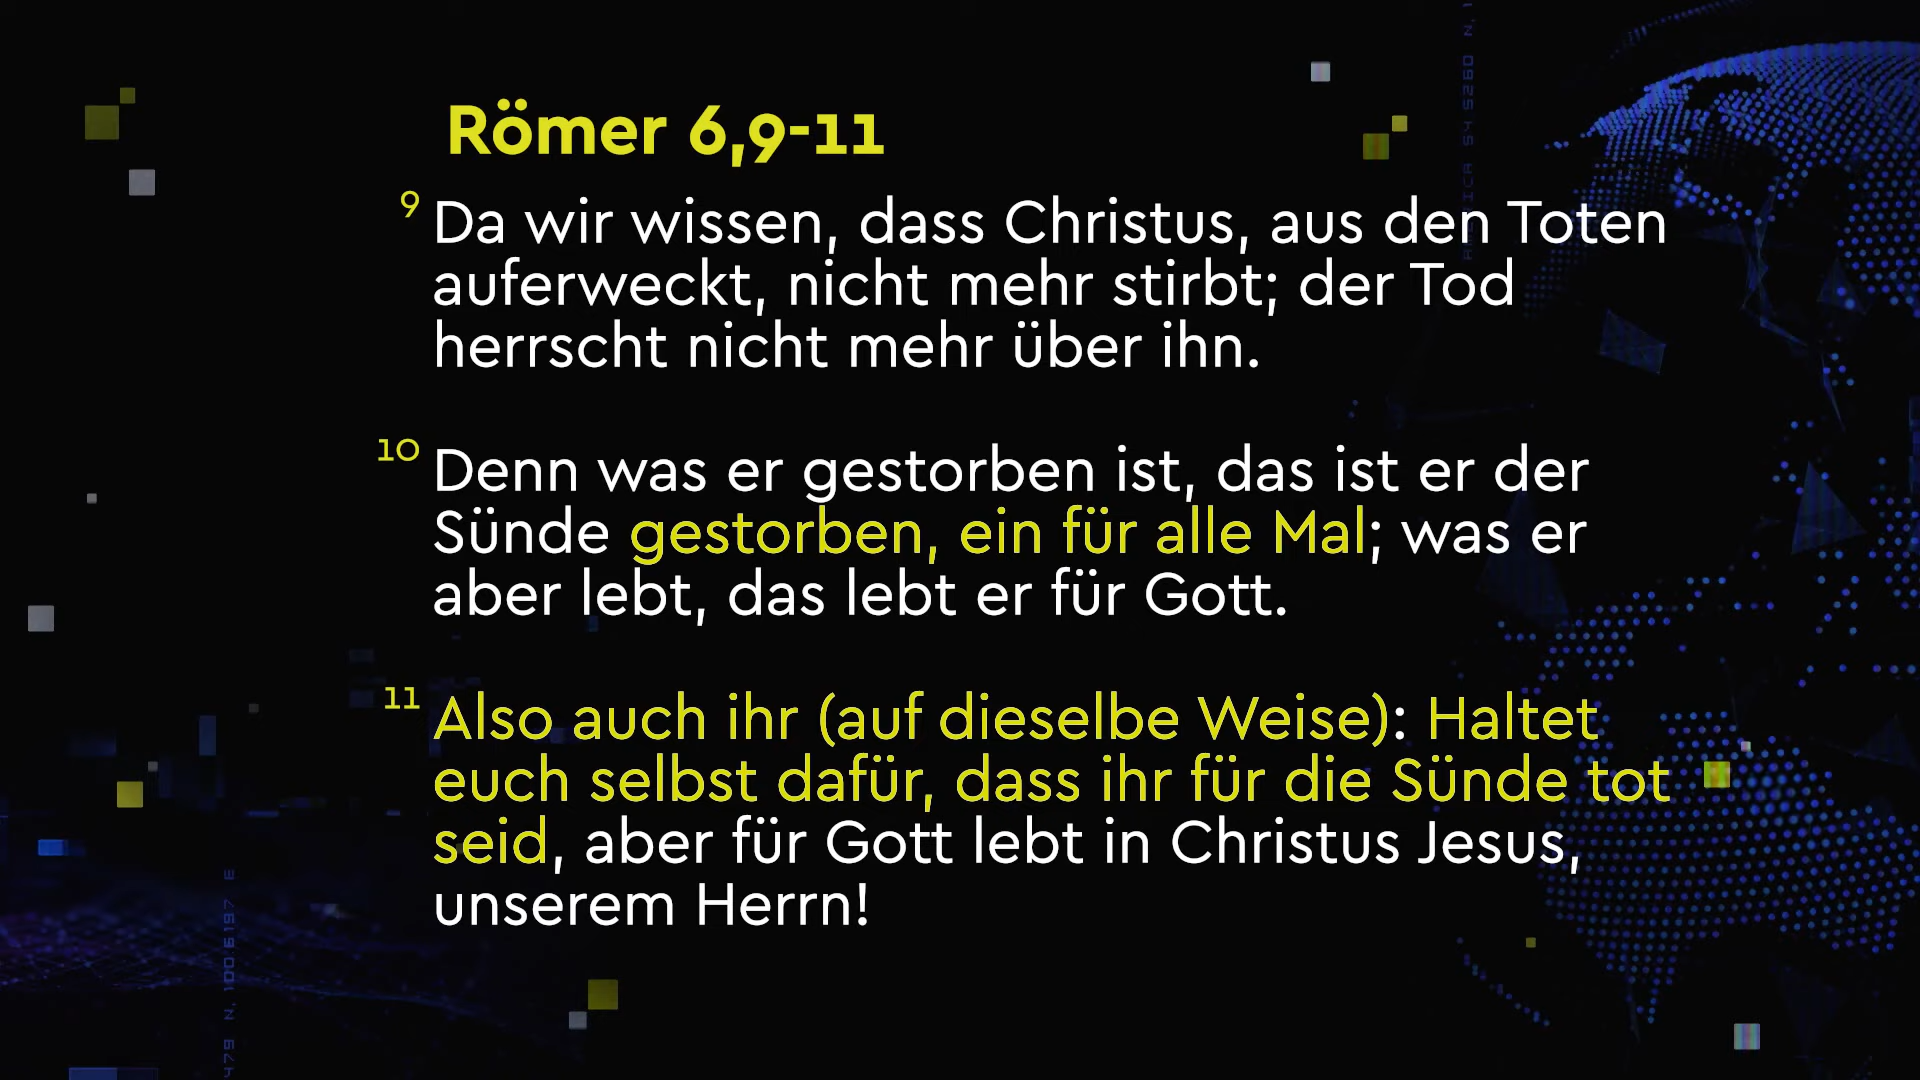 Römer 6,9-11
9 Da wir wissen, dass Christus, aus den Toten
auferweckt, nicht mehr stirbt; der Tod
herrscht nicht mehr über ihn.
10 Denn was er gestorben ist, das ist er der
Sünde gestorben, ein für alle Mal; was er
aber lebt, das lebt er für Gott.
11 Also auch ihr (auf dieselbe Weise): Haltet
euch selbst dafür, dass ihr für die Sünde tot
seid, aber für Gott lebt in Christus Jesus,
unserem Herrn!